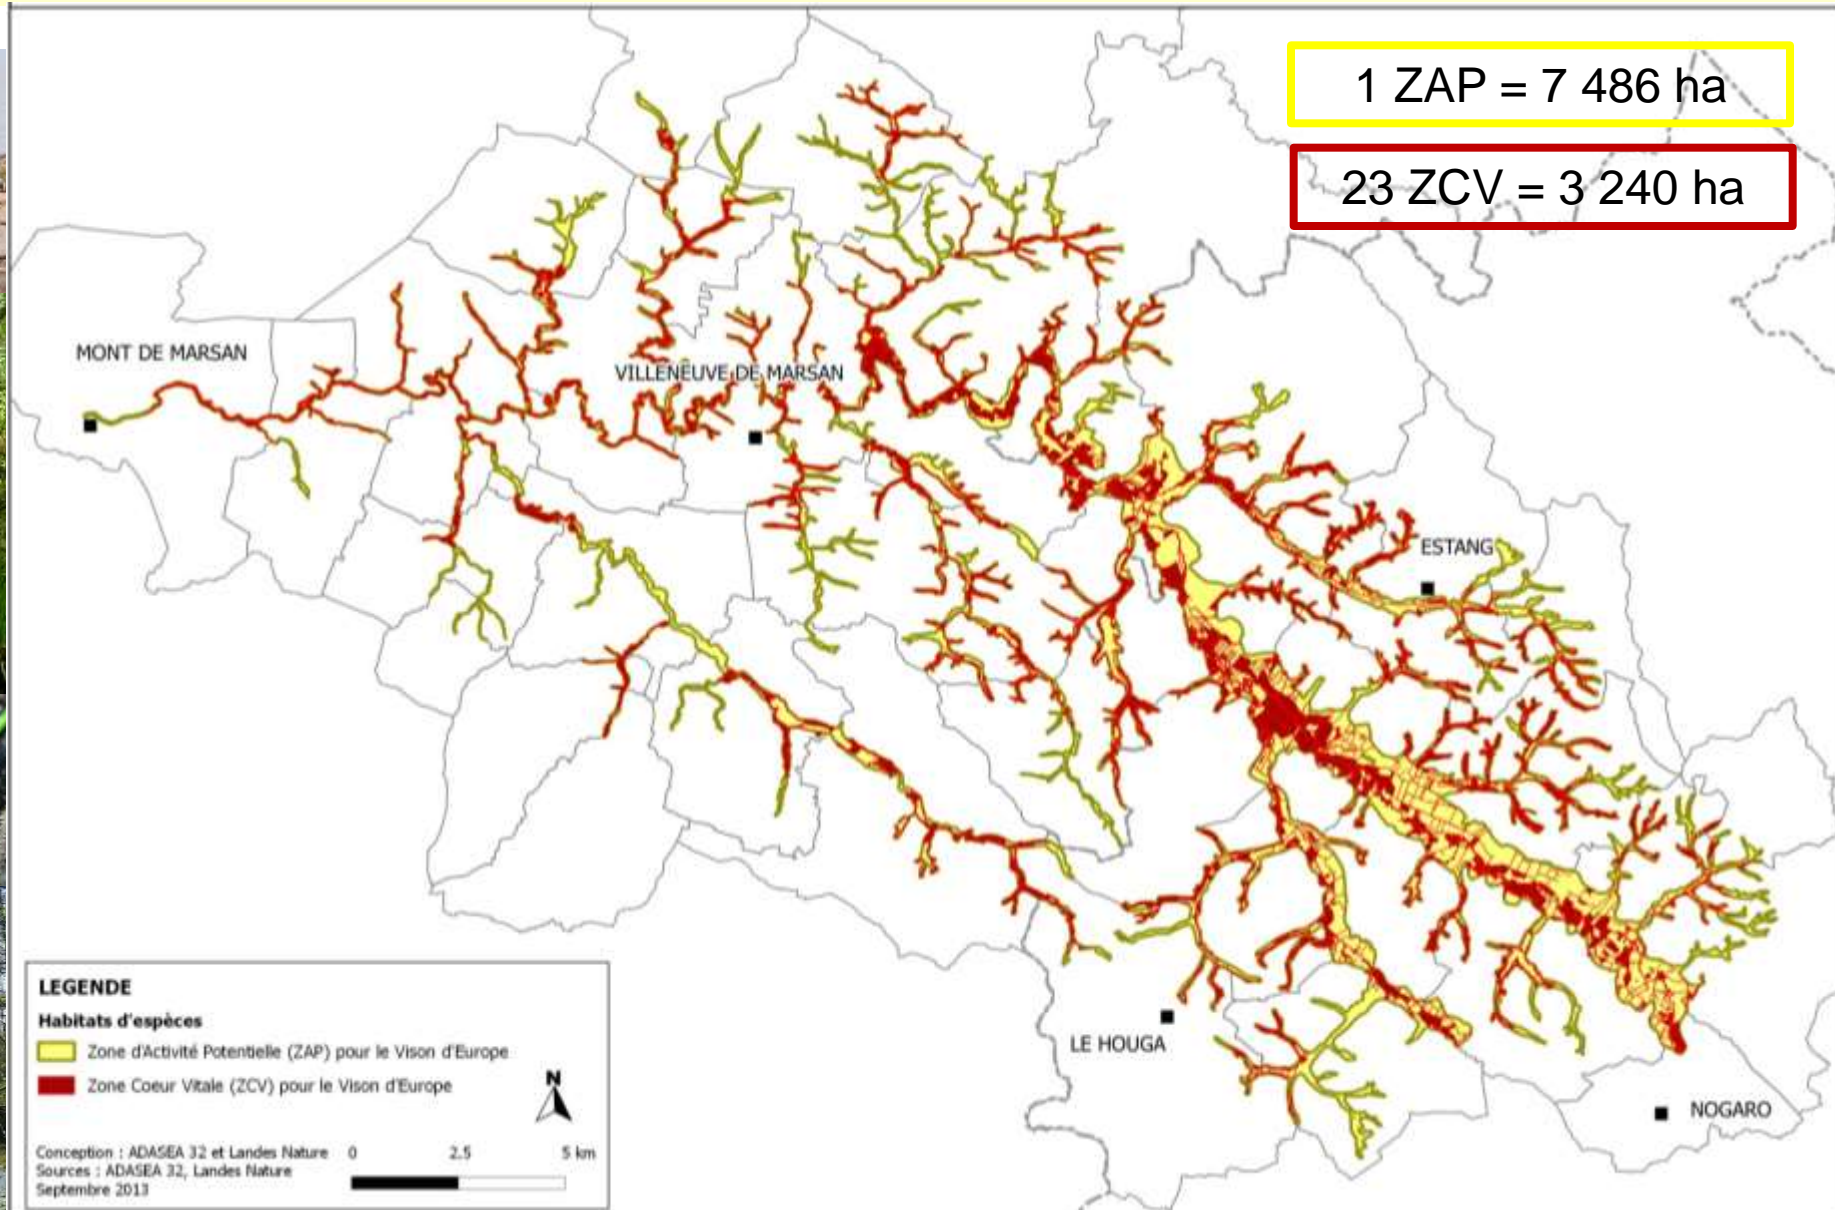 1 ZAP = 7 486 ha
23 ZCV = 3 240 ha
MONT DE MARSAN
VILLENEUVE DE MARSAN
ESTANG
LE HOUGA
NOGARO
LEGENDE
Habitats d'espèces
Zone d'Activité Potentielle (ZAP) pour le Vison d'Europe
Zone Coeur Vitale (ZCV) pour le Vison d'Europe
N
Conception : ADASEA 32 et Landes Nature
Sources : ADASEA 32, Landes Nature
Septembre 2013
0 2.5 5 km